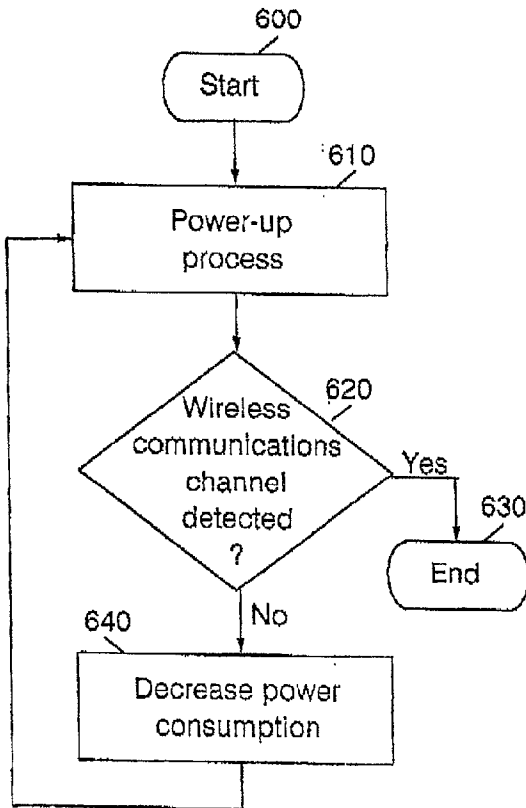 600
Start
610
Power-up
process
620
Wireless
communications
channel
detected
?
Yes
630
End
No
640
Decrease power
consumption